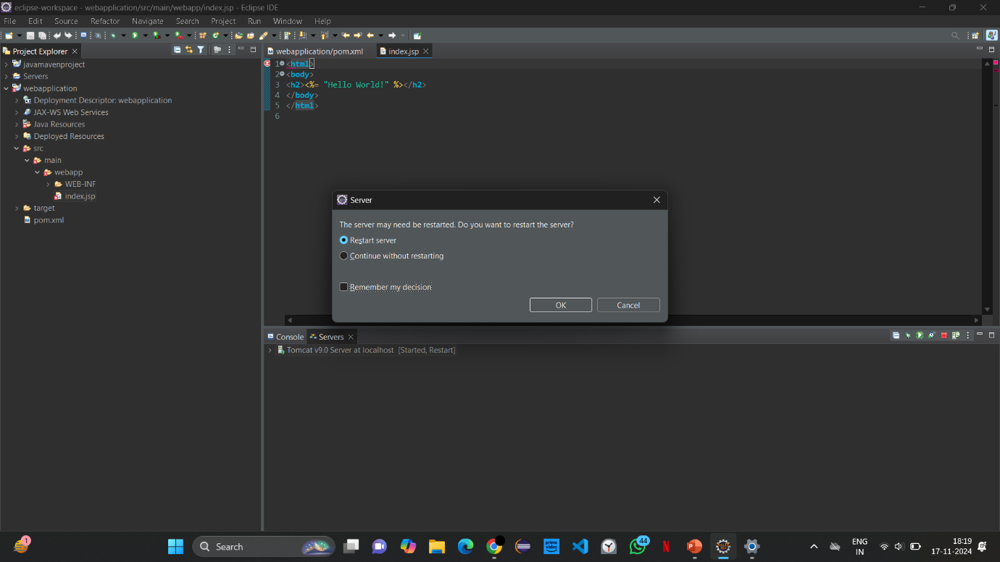 eclipse-workspace - webapplication/src/main/webapp/index.jsp - Eclipse IDE
File Edit Source Refactor Navigate Search Project Run Window Help
Project Explorer
webapplication/pom.xml
index.jsp
javamavenproject
Servers
webapplication
Deployment Descriptor: webapplication
JAX-WS Web Services
Java Resources
Deployed Resources
src
main
webapp
WEB-INF
index.jsp
target
pom.xml
1 <html>
2 <body>
3 <h2><%= "Hello World!" %></h2>
4 </body>
5 </html>
6
Server
The server may need be restarted. Do you want to restart the server?
Restart server
Continue without restarting
Remember my decision
OK Cancel
Console Servers
Tomcat v9.0 Server at localhost [Started, Restart]
1
Search
prime video
44
N
P
ENG
IN
18:19
17-11-2024